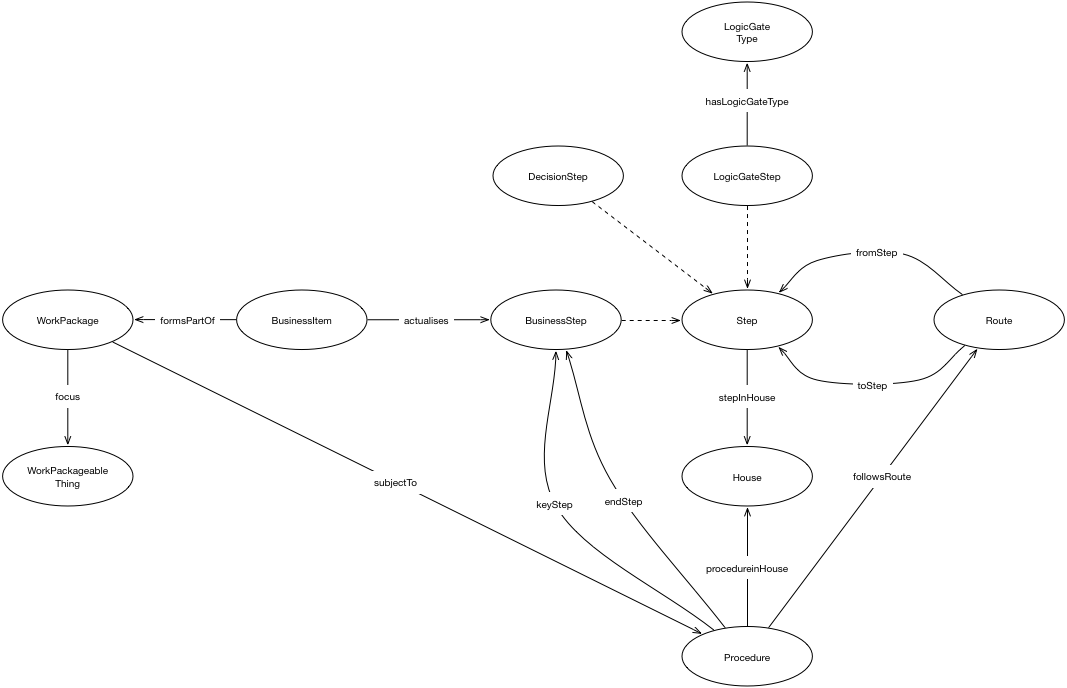 LogicGate
Type
hasLogicGateType
DecisionStep
LogicGateStep
fromStep
WorkPackage
formsPartOf
BusinessItem
actualises
BusinessStep
Step
Route
toStep
focus
stepInHouse
WorkPackageable
Thing
subjectTo
keyStep
endStep
House
followsRoute
procedureinHouse
Procedure